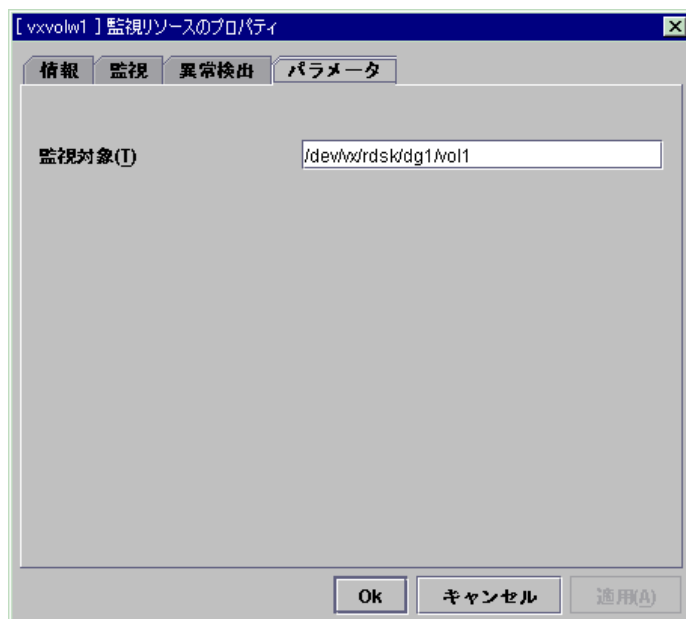 [ vxvolw1 ] 監視リソースのプロパティ
情報 監視 異常検出 パラメータ
監視対象(T) /dev/vx/rdsk/dg1/vol1
Ok キャンセル 適用(A)